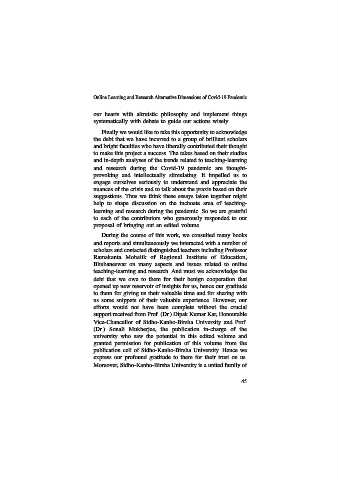 Online Learning and Research Alternative Dimensions of Covid-19 Pandemic
our hearts with altruistic philosophy and implement things
systematically with debate to guide our actions wisely.
Finally we would like to take this opportunity to acknowledge
the debt that we have incurred to a group of brilliant scholars
and bright faculties who have liberally contributed their thought
to make this project a success. The takes based on their studies
and in-depth analyses of the trends related to teaching-learning
and research during the Covid-19 pandemic are thought-
provoking and intellectually stimulating. It impelled us to
engage ourselves seriously to understand and appreciate the
nuances of the crisis and to talk about the praxis based on their
suggestions. Thus we think these essays taken together might
help to shape discussion on the inchoate area of teaching-
learning and research during the pandemic. So we are grateful
to each of the contributors who generously responded to our
proposal of bringing out an edited volume.
During the course of this work, we consulted many books
and reports and simultaneously we interacted with a number of
scholars and contacted distinguished teachers including Professor
Ramakanta Mohalik of Regional Institute of Education,
Bhubaneswar on many aspects and issues related to online
teaching-learning and research. And must we acknowledge the
debt that we owe to them for their benign cooperation that
opened up new reservoir of insights for us, hence our gratitude
to them for giving us their valuable time and for sharing with
us some snippets of their valuable experience. However, our
efforts would not have been complete without the crucial
support received from Prof. (Dr.) Dipak Kumar Kar, Honourable
Vice-Chancellor of Sidho-Kanho-Birsha University and Prof.
(Dr.) Sonali Mukherjee, the publication in-charge of the
university who saw the potential in this edited volume and
granted permission for publication of this volume from the
publication cell of Sidho-Kanho-Birsha University. Hence we
express our profound gratitude to them for their trust on us.
Moreover, Sidho-Kanho-Birsha University is a united family of
45